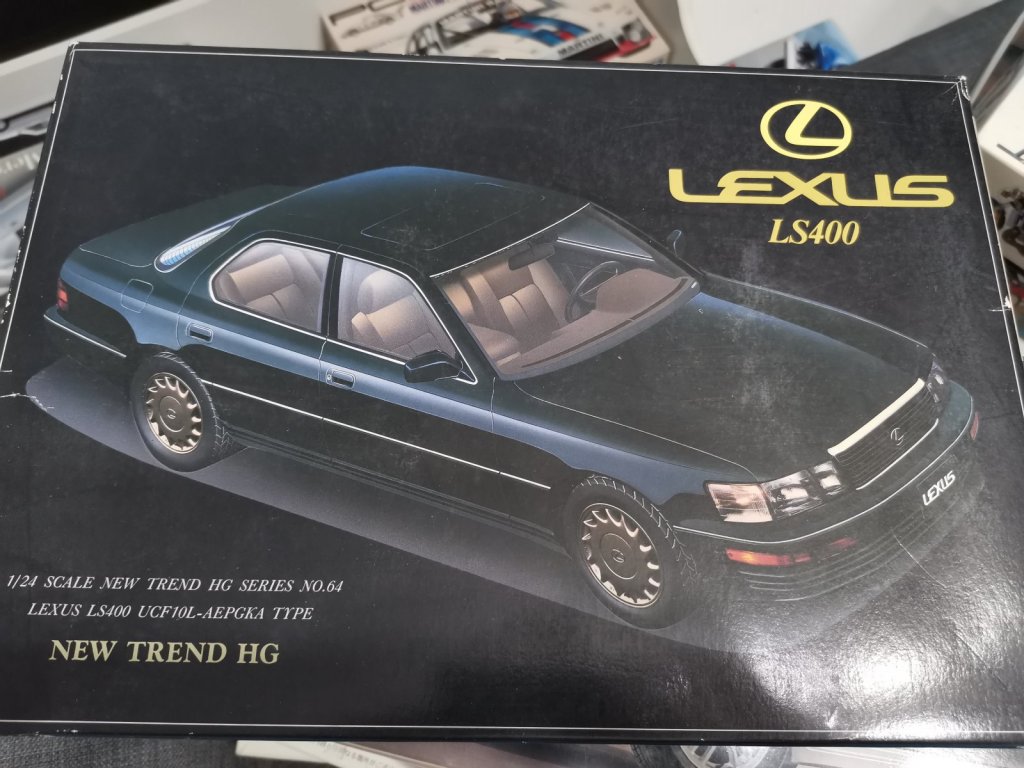 MARTINI
LEXUS
LS400
LEXUS
1/24 SCALE NEW TREND HG SERIES NO.64
LEXUS LS400 UCF10L-AEPGKA TYPE
NEW TREND HG